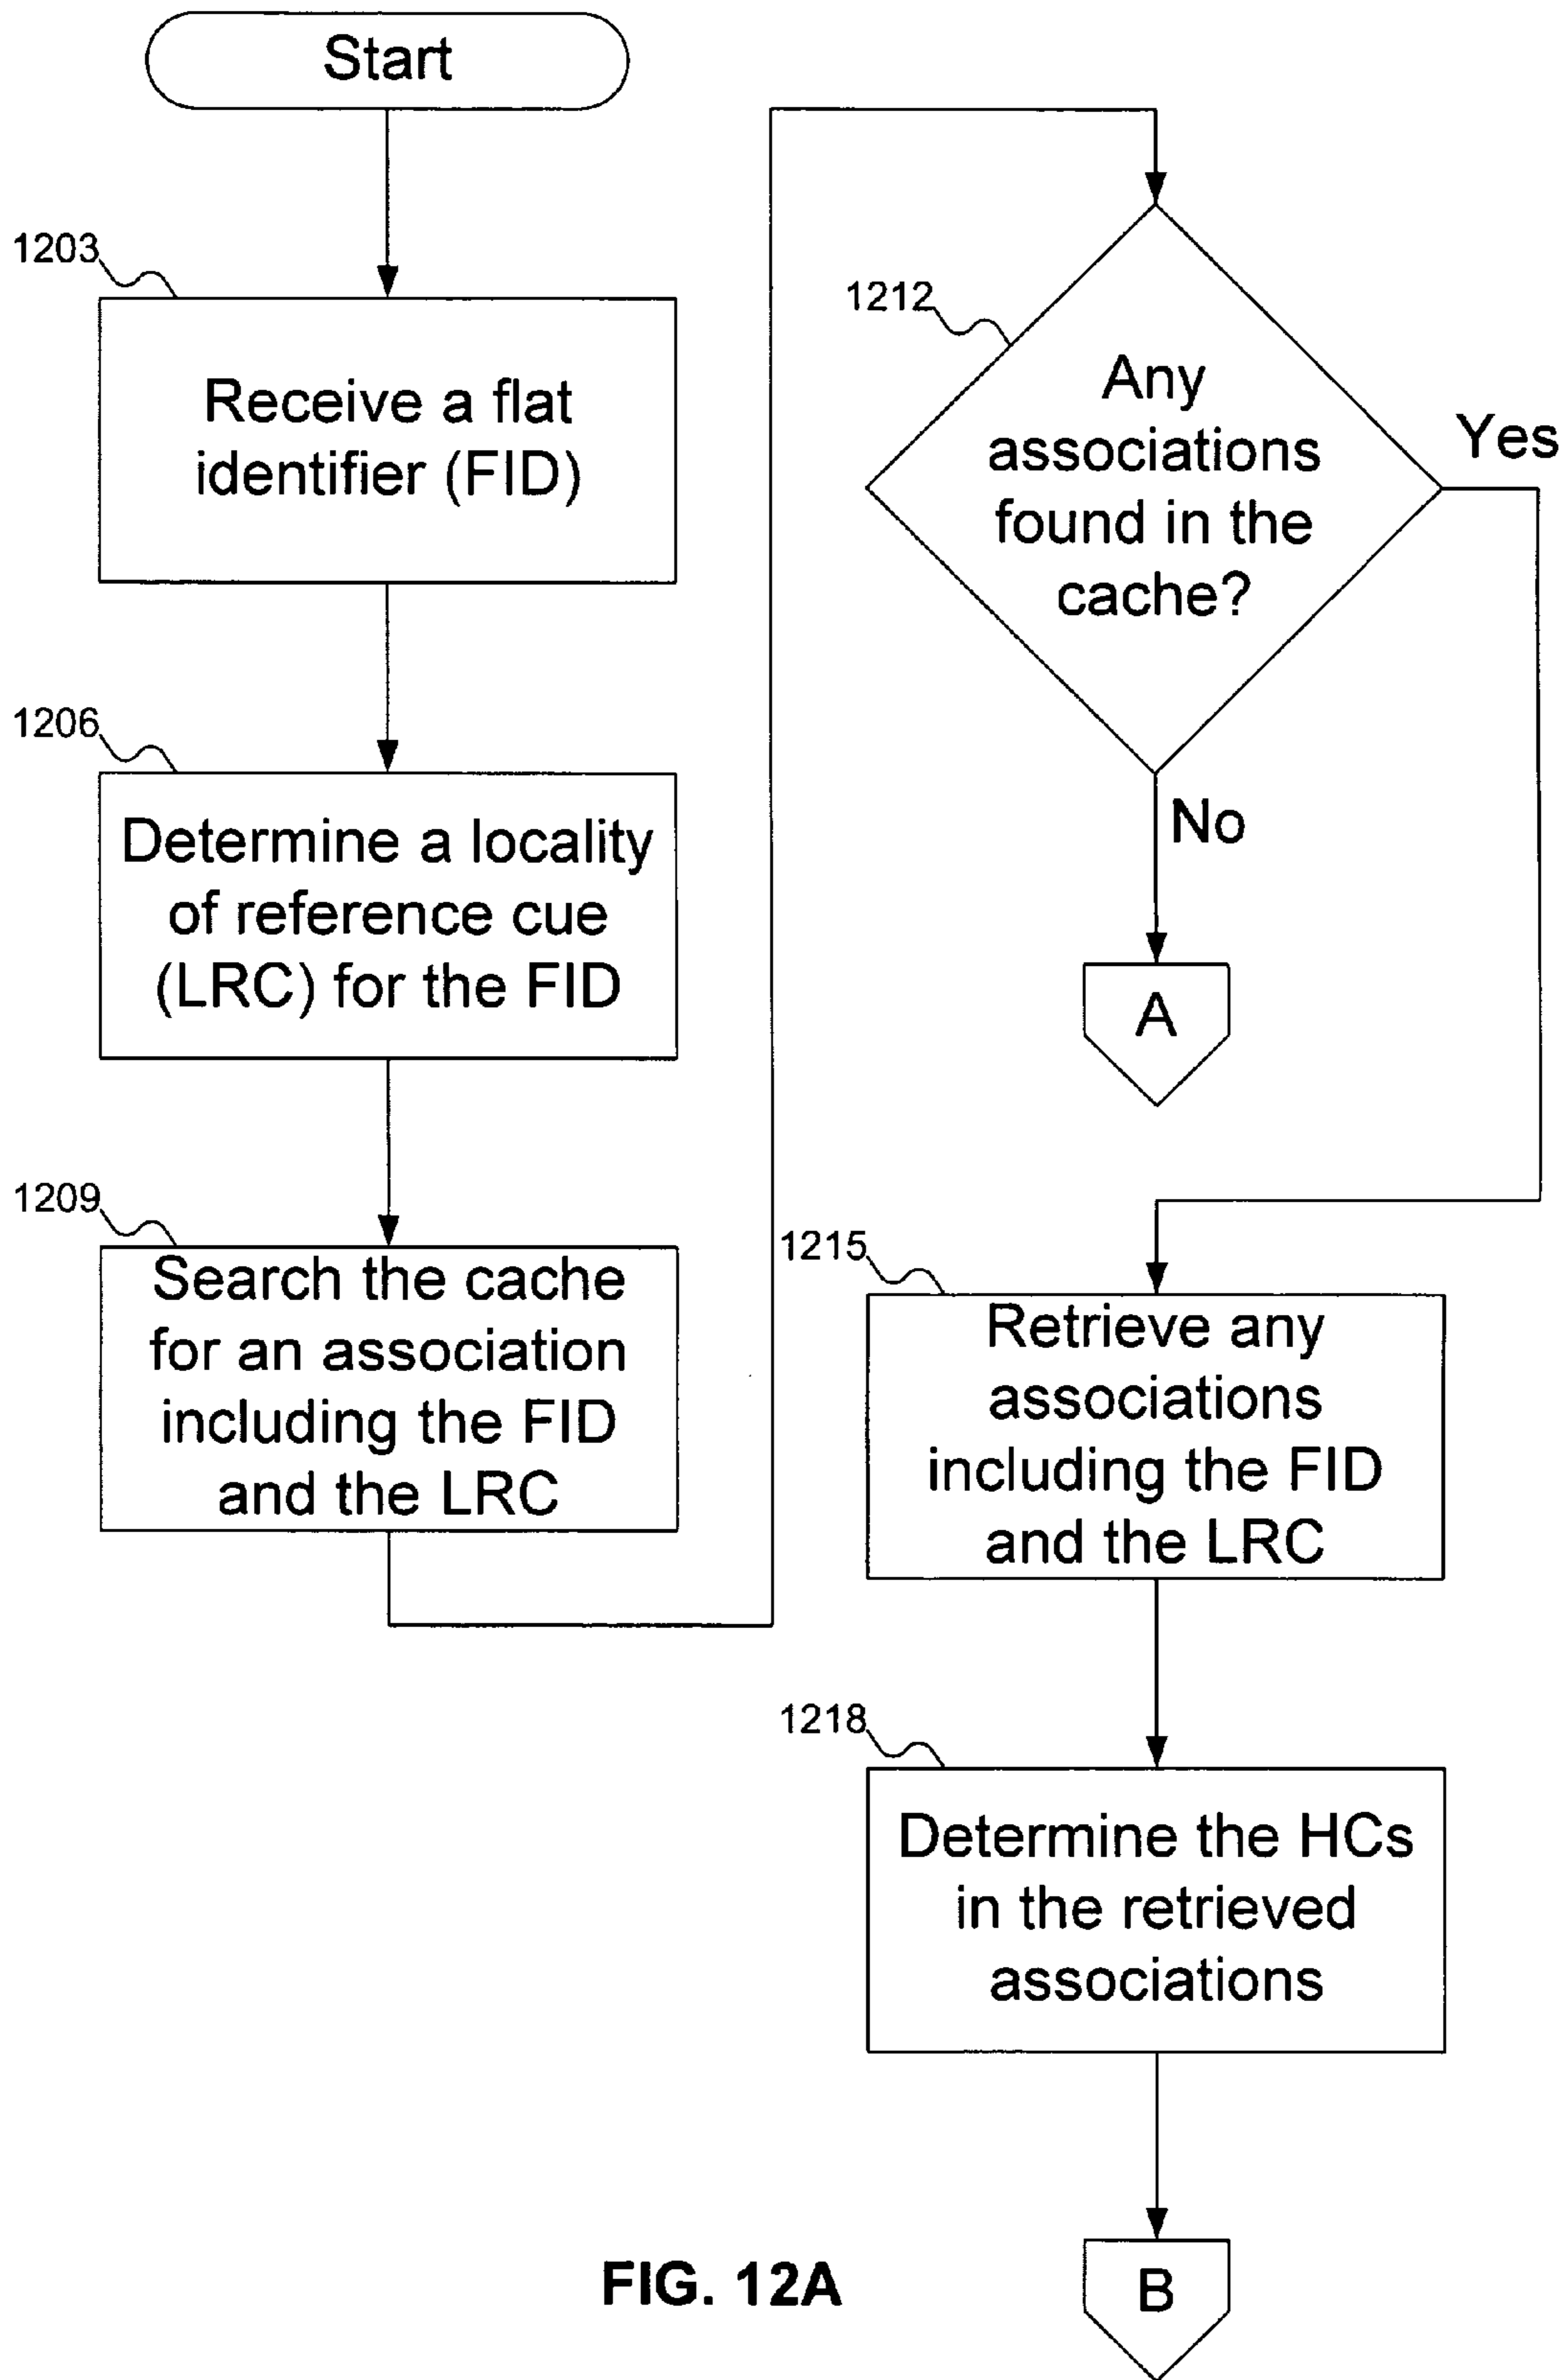 Start
1203
Receive a flat
identifier (FID)
1206
Determine a locality
of reference cue
(LRC) for the FID
1209
Search the cache
for an association
including the FID
and the LRC
1212
Any
associations
found in the
cache?
Yes
No
A
1215
Retrieve any
associations
including the FID
and the LRC
1218
Determine the HCs
in the retrieved
associations
B
FIG. 12A